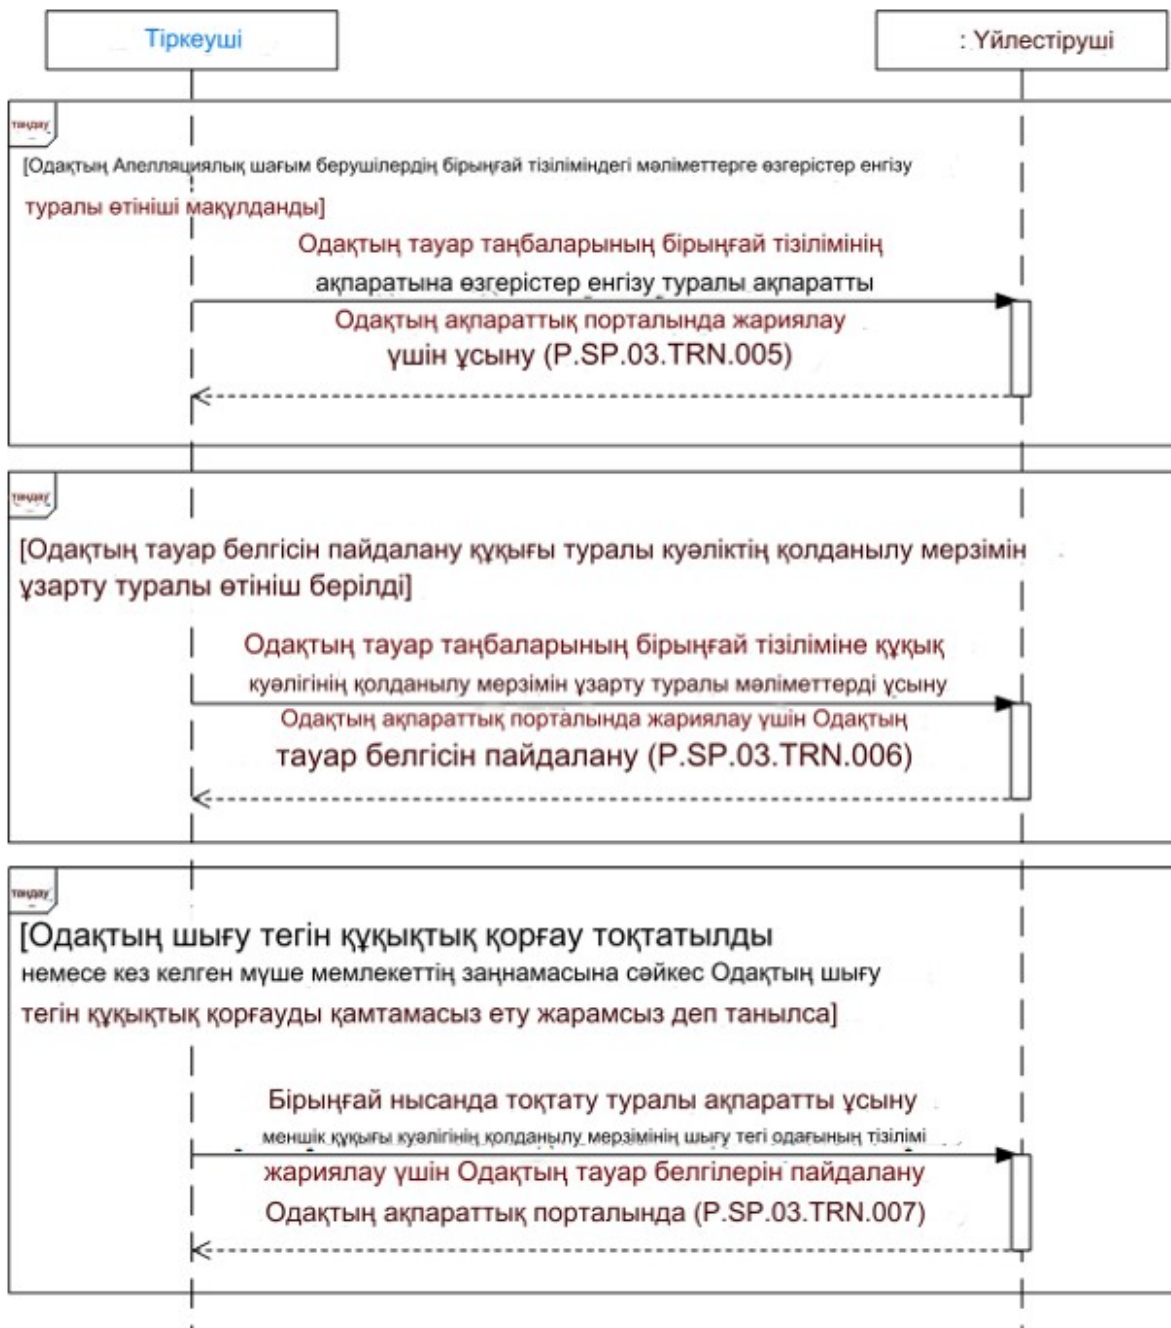 Тіркеуші
: Үйлестіруші
таңдау
[Одақтың Апелляциялық шағым берушілердің бірыңғай тізіліміндегі мәліметтерге өзгерістер енгізу
туралы өтініші мақұлданды]
Одақтың тауар таңбаларының бірыңғай тізілімінің
ақпаратына өзгерістер енгізу туралы ақпаратты
Одақтың ақпараттық порталында жариялау
үшін ұсыну (P.SP.03.TRN.005)
таңдау
[Одақтың тауар белгісін пайдалану құқығы туралы куәліктің қолданылу мерзімін
ұзарту туралы өтініш берілді]
Одақтың тауар таңбаларының бірыңғай тізіліміне құқық
куәлігінің қолданылу мерзімін ұзарту туралы мәліметтерді ұсыну
Одақтың ақпараттық порталында жариялау үшін Одақтың
тауар белгісін пайдалану (P.SP.03.TRN.006)
таңдау
[Одақтың шығу тегін құқықтық қорғау тоқтатылды
немесе кез келген мүше мемлекеттің заңнамасына сәйкес Одақтың шығу
тегін құқықтық қорғауды қамтамасыз ету жарамсыз деп танылса]
Бірыңғай нысанда тоқтату туралы ақпаратты ұсыну
меншік құқығы куәлігінің қолданылу мерзімінің шығу тегі одағының тізілімі
жариялау үшін Одақтың тауар белгілерін пайдалану
Одақтың ақпараттық порталында (P.SP.03.TRN.007)